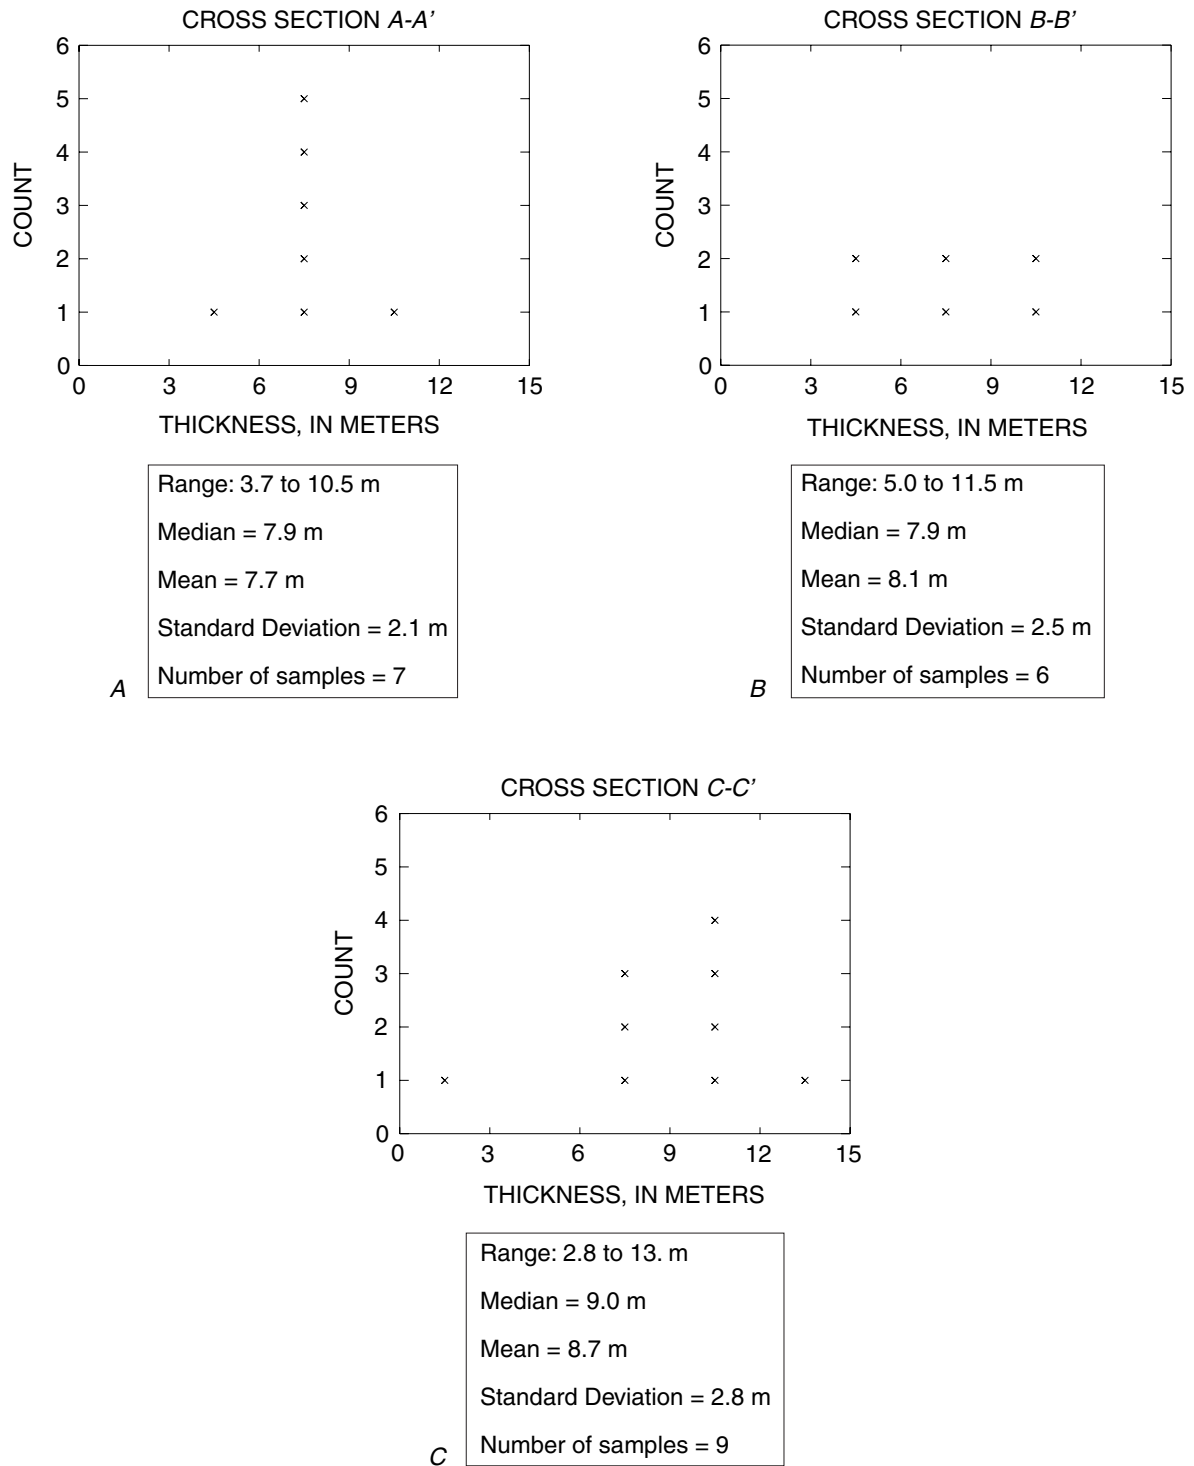 CROSS SECTION A-A’
6
5
4
3
2
1
0
COUNT
0 3 6 9 12 15
THICKNESS, IN METERS
Range: 3.7 to 10.5 m
Median = 7.9 m
Mean = 7.7 m
Standard Deviation = 2.1 m
Number of samples = 7
A
CROSS SECTION B-B’
6
5
4
3
2
1
0
COUNT
0 3 6 9 12 15
THICKNESS, IN METERS
Range: 5.0 to 11.5 m
Median = 7.9 m
Mean = 8.1 m
Standard Deviation = 2.5 m
Number of samples = 6
B
CROSS SECTION C-C’
6
5
4
3
2
1
0
COUNT
0 3 6 9 12 15
THICKNESS, IN METERS
Range: 2.8 to 13. m
Median = 9.0 m
Mean = 8.7 m
Standard Deviation = 2.8 m
Number of samples = 9
C